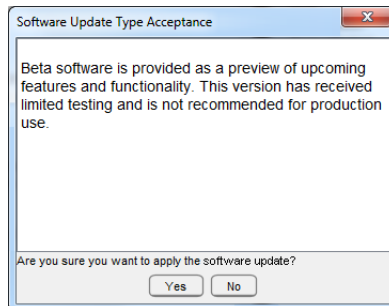 Software Update Type Acceptance
Beta software is provided as a preview of upcoming
features and functionality. This version has received
limited testing and is not recommended for production
use.
Are you sure you want to apply the software update?
Yes No